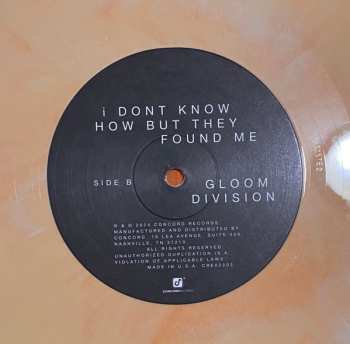 i DONT KNOW
HOW BUT THEY
FOUND ME
SIDE B
GLOOM
DIVISION
& © 2024 CONCORD RECORDS.
MANUFACTURED AND DISTRIBUTED BY
CONCORD, 10 LEA AVENUE, SUITE 300,
NASHVILLE, TN 37210
ALL RIGHTS RESERVED.
UNAUTHORIZED DUPLICATION IS A
VIOLATION OF APPLICABLE LAWS.
MADE IN U.S.A.